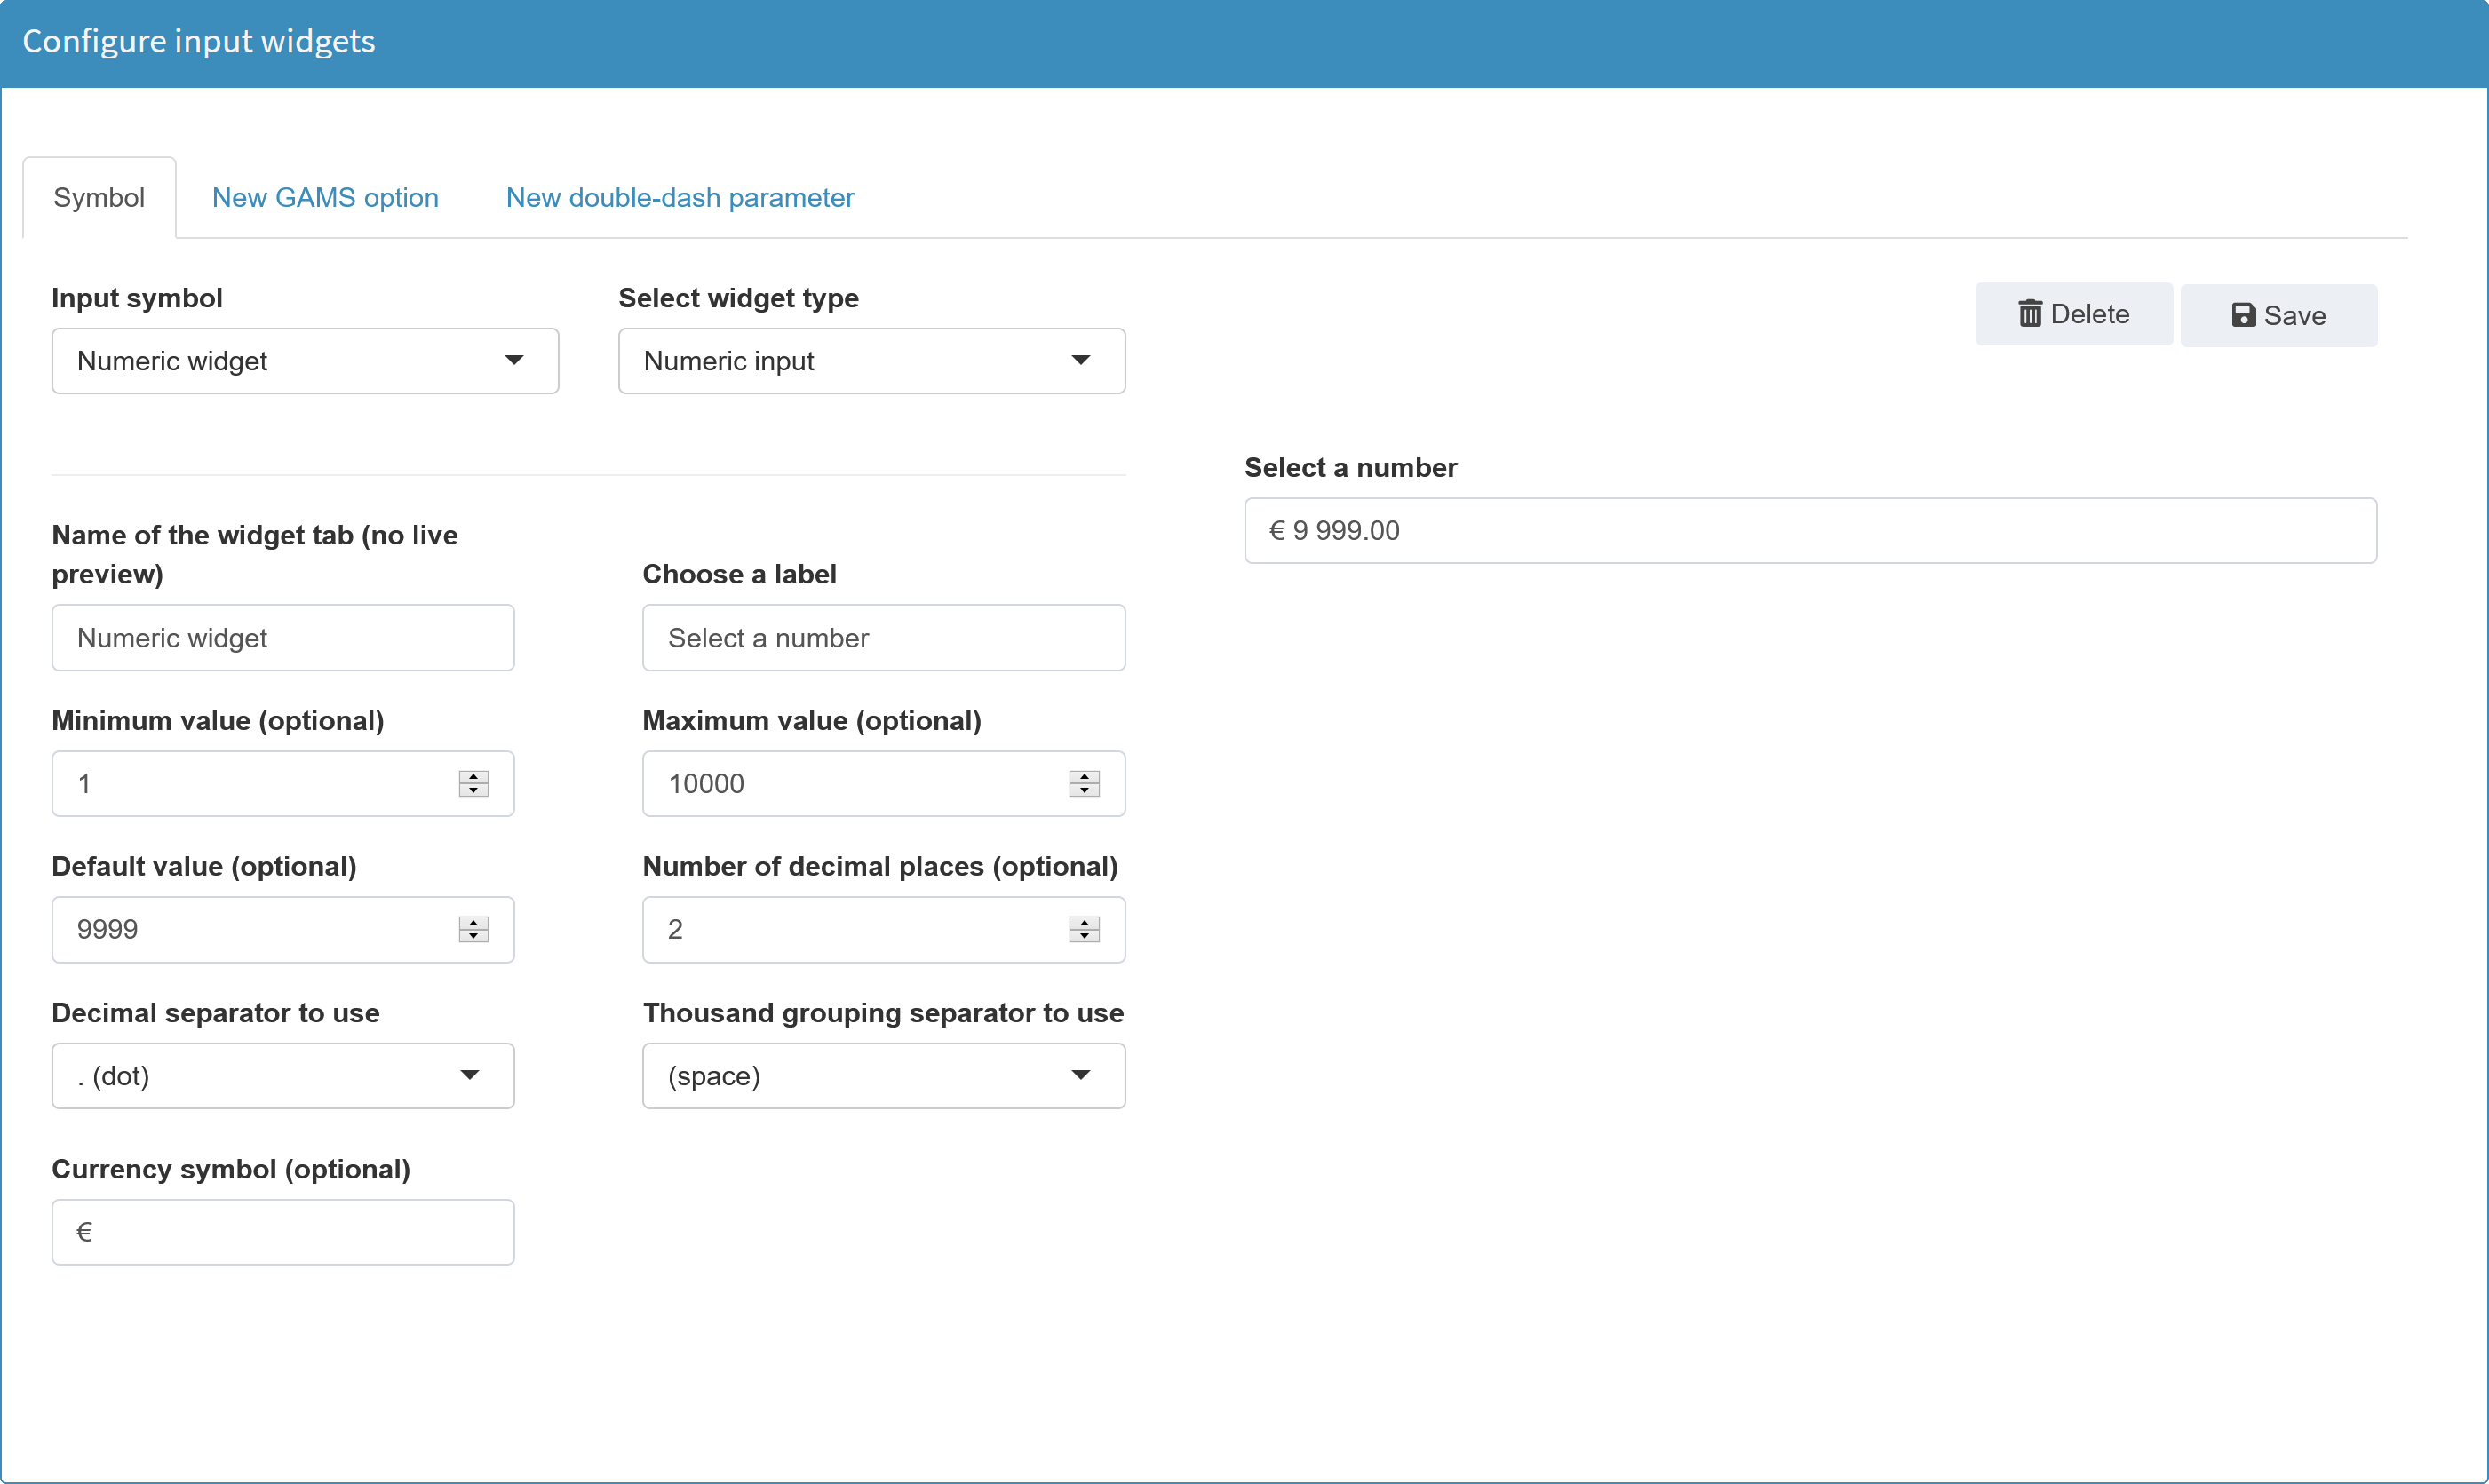 Configure input widgets
Symbol
New GAMS option
New double-dash parameter
Input symbol
Select widget type
Delete
Save
Numeric widget
Numeric input
Select a number
€ 9 999.00
Name of the widget tab (no live
preview)
Choose a label
Numeric widget
Select a number
Minimum value (optional)
Maximum value (optional)
1
10000
Default value (optional)
Number of decimal places (optional)
9999
2
Decimal separator to use
Thousand grouping separator to use
. (dot)
(space)
Currency symbol (optional)
€